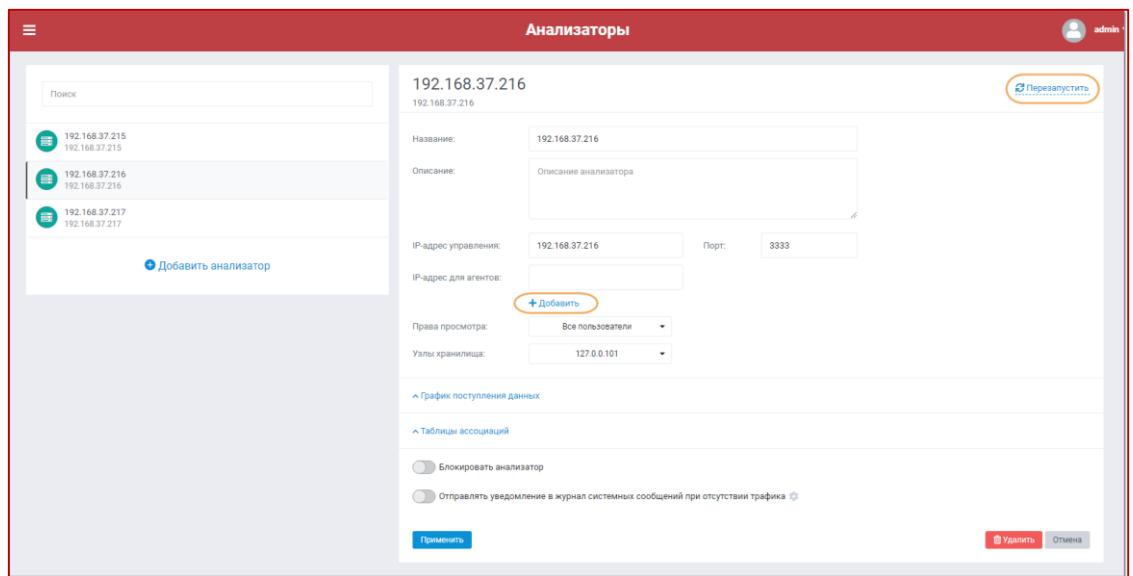 Анализаторы
admin
Поиск
192.168.37.215
192.168.37.215
192.168.37.216
192.168.37.216
192.168.37.217
192.168.37.217
Добавить анализатор
192.168.37.216
192.168.37.216
Перезапустить
Название: 192.168.37.216
Описание: Описание анализатора
IP-адрес управления: 192.168.37.216 Порт: 3333
IP-адрес для агентов:
+ Добавить
Права просмотра: Все пользователи
Узлы хранилища: 127.0.0.101
График поступления данных
Таблицы ассоциаций
Блокировать анализатор
Отправлять уведомление в журнал системных сообщений при отсутствии трафика
Применить Удалить Отмена